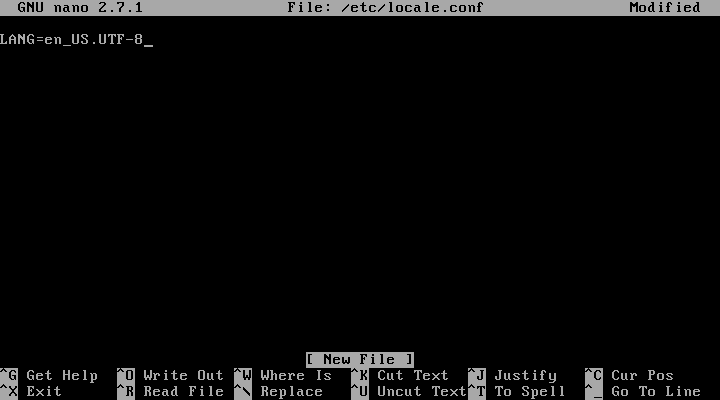 GNU nano 2.7.1 File: /etc/locale.conf Modified
LANG=en_US.UTF-8_
[ New File ]
^G Get Help ^O Write Out ^W Where Is ^K Cut Text ^J Justify ^C Cur Pos
^X Exit ^R Read File ^\ Replace ^U Uncut Text ^T To Spell ^_ Go To Line